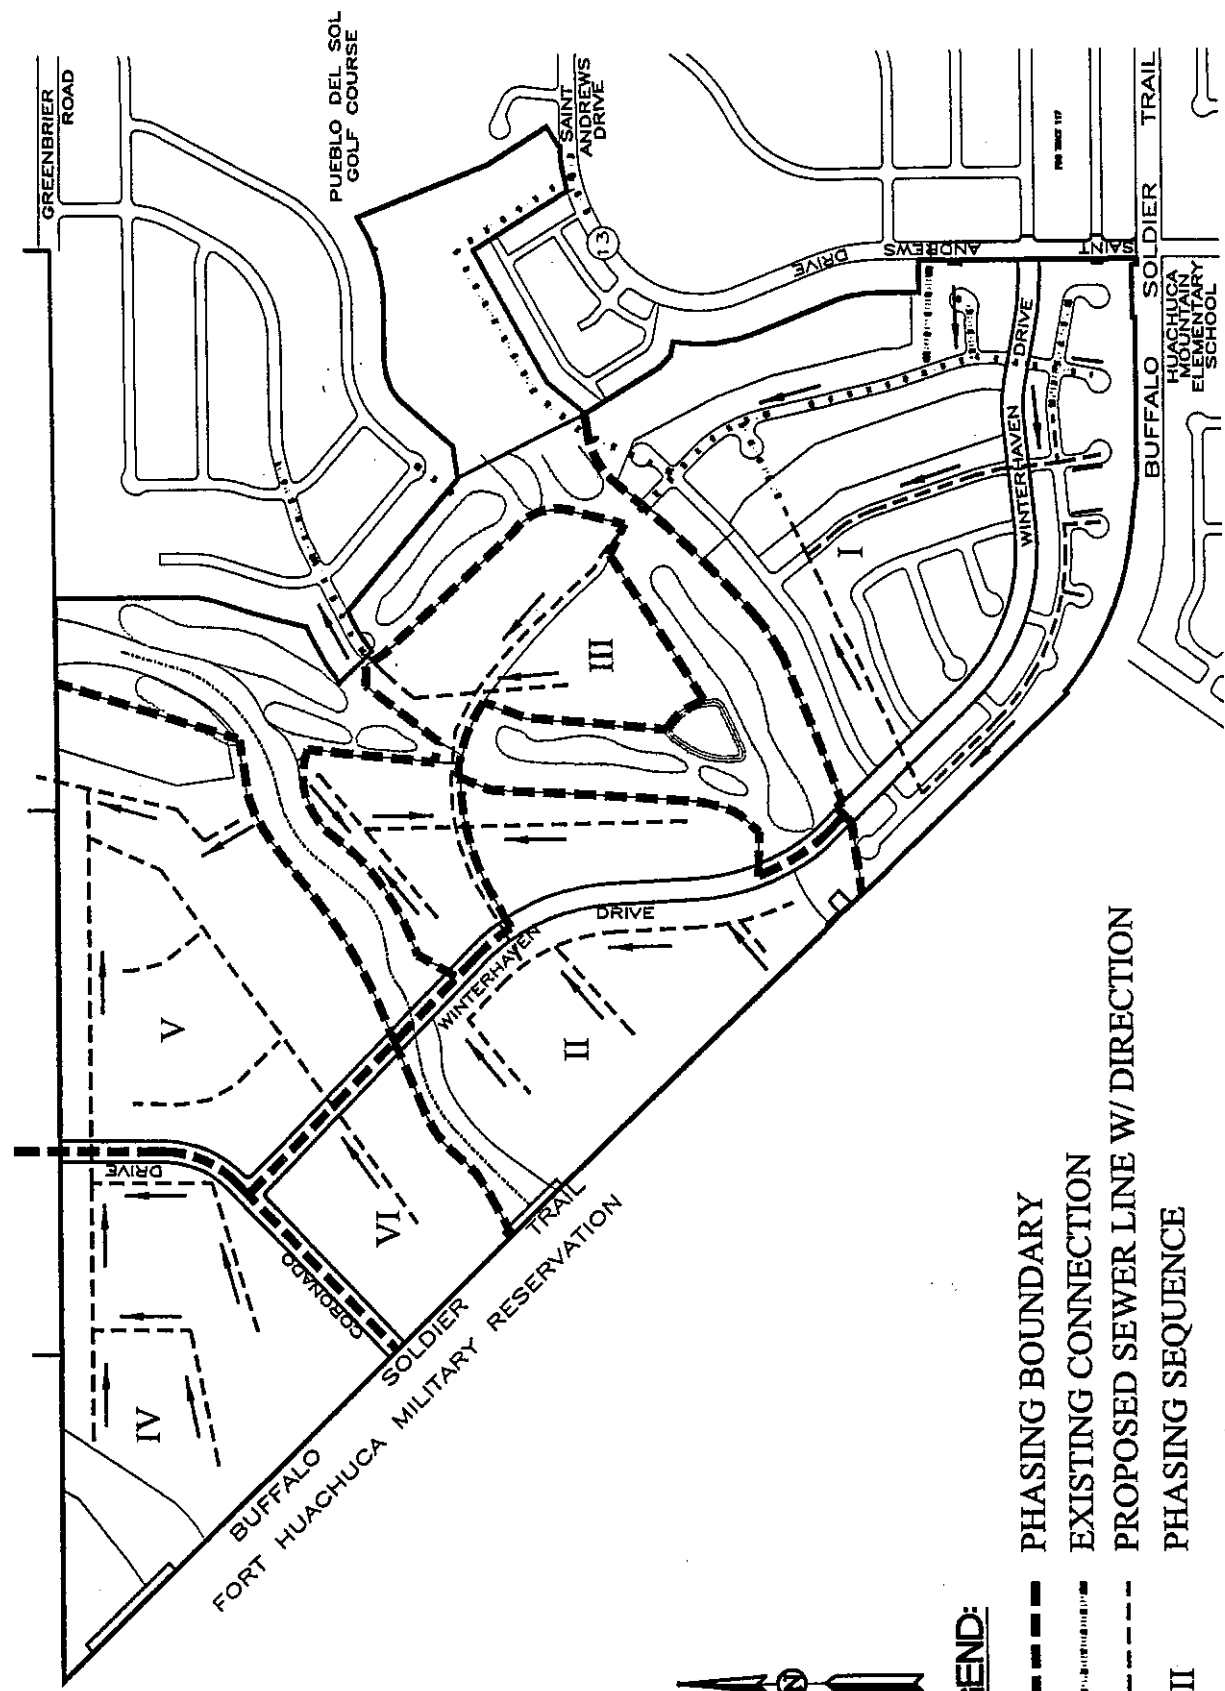 GREENBRIER
ROAD
PUEBLO DEL SOL
GOLF COURSE
SAINT
ANDREWS
DRIVE
13
DRIVE
ANDREWS
SAINT
BUFFALO SOLDIER TRAIL
HUACHUCA
MOUNTAIN
ELEMENTARY
SCHOOL
WINTERHAVEN DRIVE
I
III
DRIVE
WINTERHAVEN
II
V
DRIVE
CORONADO
VI
IV
BUFFALO SOLDIER TRAIL
FORT HUACHUCA MILITARY RESERVATION
N
GEND:
PHASING BOUNDARY
EXISTING CONNECTION
PROPOSED SEWER LINE W/ DIRECTION
II PHASING SEQUENCE